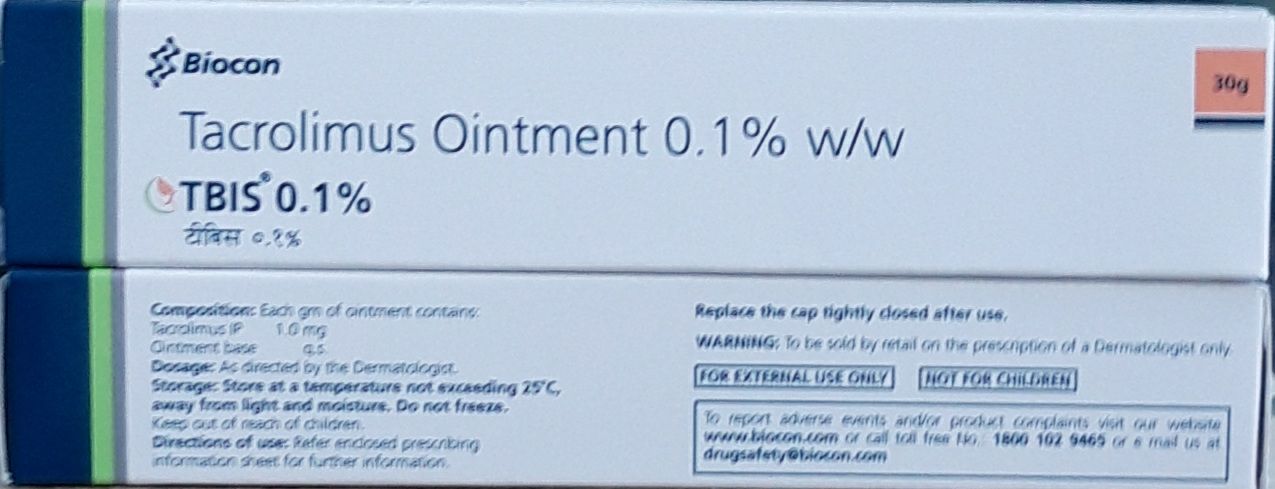 Biocon
30g
Tacrolimus Ointment 0.1% w/w
TBIS® 0.1%
टीबिस ०.१%
Composition: Each gm of ointment contains:
Tacrolimus IP 1.0 mg
Ointment base q.s.
Dosage: As directed by the Dermatologist.
Storage: Store at a temperature not exceeding 25°C,
away from light and moisture. Do not freeze.
Keep out of reach of children.
Directions of use: Refer enclosed prescribing
information sheet for further information.
Replace the cap tightly closed after use.
WARNING: To be sold by retail on the prescription of a Dermatologist only.
FOR EXTERNAL USE ONLY NOT FOR CHILDREN
To report adverse events and/or product complaints visit our website
www.biocon.com or call toll free No.: 1800 102 9465 or e mail us at
drugsafety@biocon.com